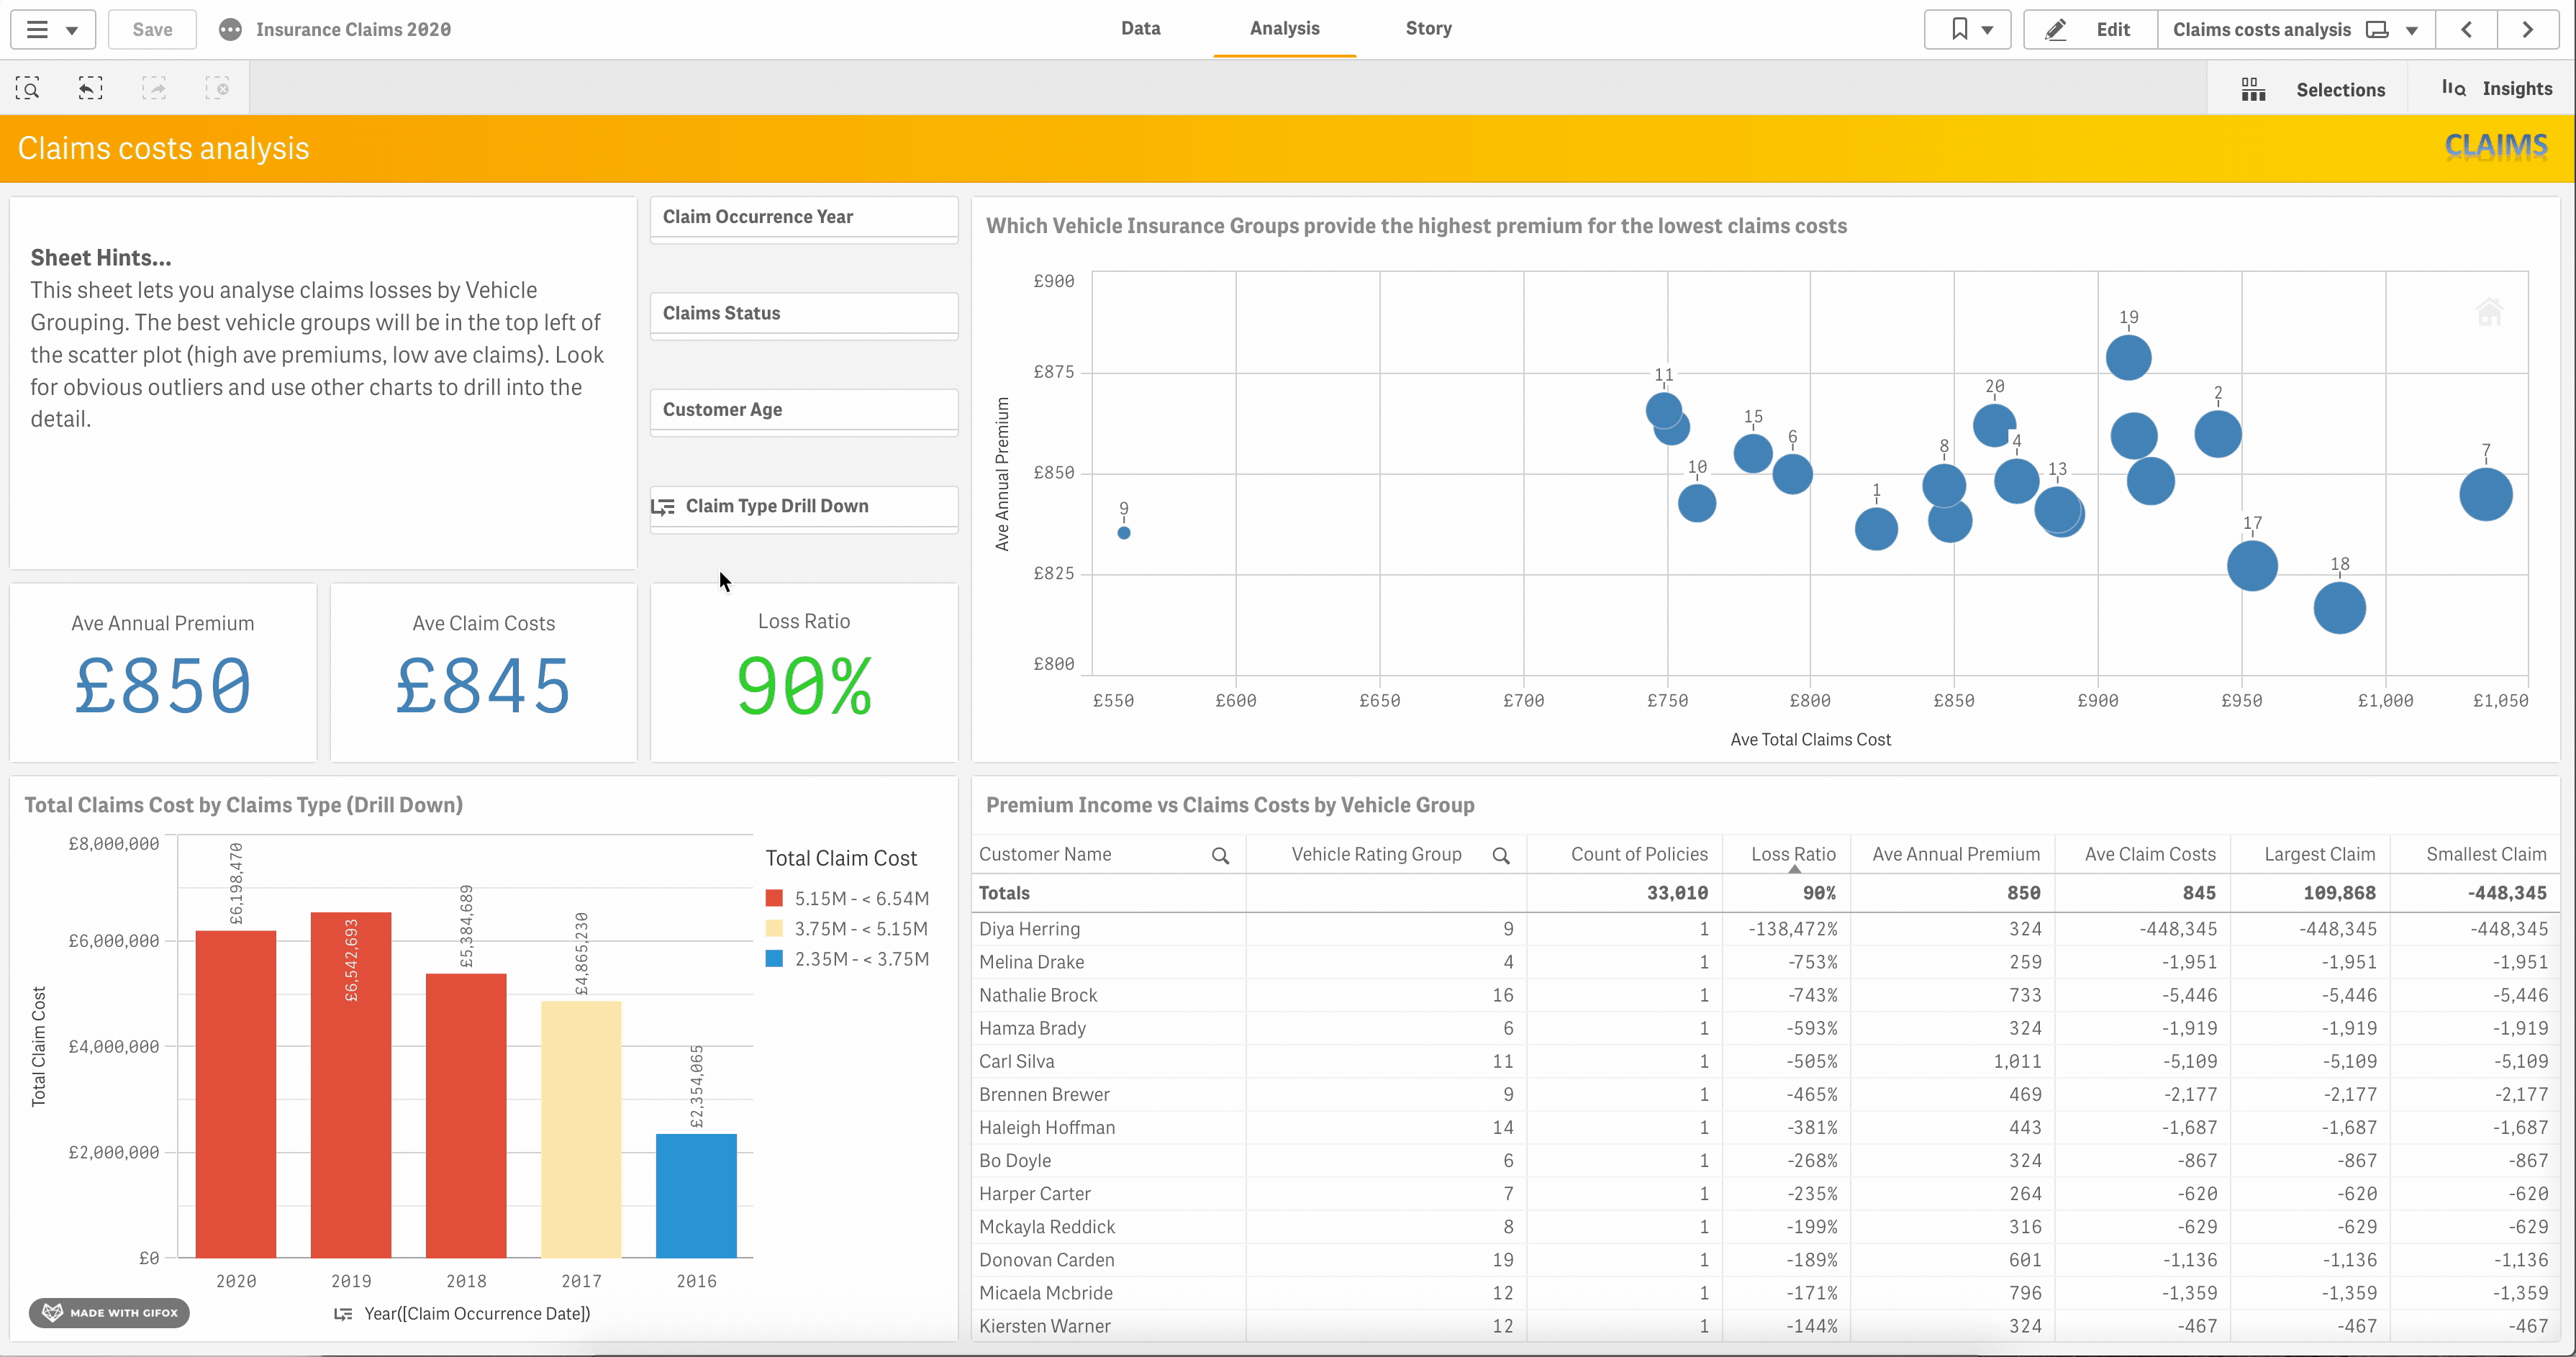 Save
Insurance Claims 2020
Data
Analysis
Story
Edit
Claims costs analysis
Selections
Insights
Claims costs analysis
CLAIMS
Sheet Hints...
This sheet lets you analyse claims losses by Vehicle
Grouping. The best vehicle groups will be in the top left of
the scatter plot (high ave premiums, low ave claims). Look
for obvious outliers and use other charts to drill into the
detail.
Claim Occurrence Year
Claims Status
Customer Age
Claim Type Drill Down
Ave Annual Premium
£850
Ave Claim Costs
£845
Loss Ratio
90%
Which Vehicle Insurance Groups provide the highest premium for the lowest claims costs
Ave Annual Premium
£900
£875
£850
£825
£800
19
11
20
2
15
6
4
8
7
10
13
1
9
17
18
£550 £600 £650 £700 £750 £800 £850 £900 £950 £1,000 £1,050
Ave Total Claims Cost
Total Claims Cost by Claims Type (Drill Down)
Total Claim Cost
£8,000,000
£6,000,000
£4,000,000
£2,000,000
£0
£6,198,470
£6,542,693
£5,384,689
£4,865,230
£2,354,065
2020 2019 2018 2017 2016
Year([Claim Occurrence Date])
Total Claim Cost
5.15M - < 6.54M
3.75M - < 5.15M
2.35M - < 3.75M
MADE WITH GIFOX
Premium Income vs Claims Costs by Vehicle Group
Customer Name Vehicle Rating Group Count of Policies Loss Ratio Ave Annual Premium Ave Claim Costs Largest Claim Smallest Claim
Totals 33,010 90% 850 845 109,868 -448,345
Diya Herring 9 1 -138,472% 324 -448,345 -448,345 -448,345
Melina Drake 4 1 -753% 259 -1,951 -1,951 -1,951
Nathalie Brock 16 1 -743% 733 -5,446 -5,446 -5,446
Hamza Brady 6 1 -593% 324 -1,919 -1,919 -1,919
Carl Silva 11 1 -505% 1,011 -5,109 -5,109 -5,109
Brennen Brewer 9 1 -465% 469 -2,177 -2,177 -2,177
Haleigh Hoffman 14 1 -381% 443 -1,687 -1,687 -1,687
Bo Doyle 6 1 -268% 324 -867 -867 -867
Harper Carter 7 1 -235% 264 -620 -620 -620
Mckayla Reddick 8 1 -199% 316 -629 -629 -629
Donovan Carden 19 1 -189% 601 -1,136 -1,136 -1,136
Micaela Mcbride 12 1 -171% 796 -1,359 -1,359 -1,359
Kiersten Warner 12 1 -144% 324 -467 -467 -467